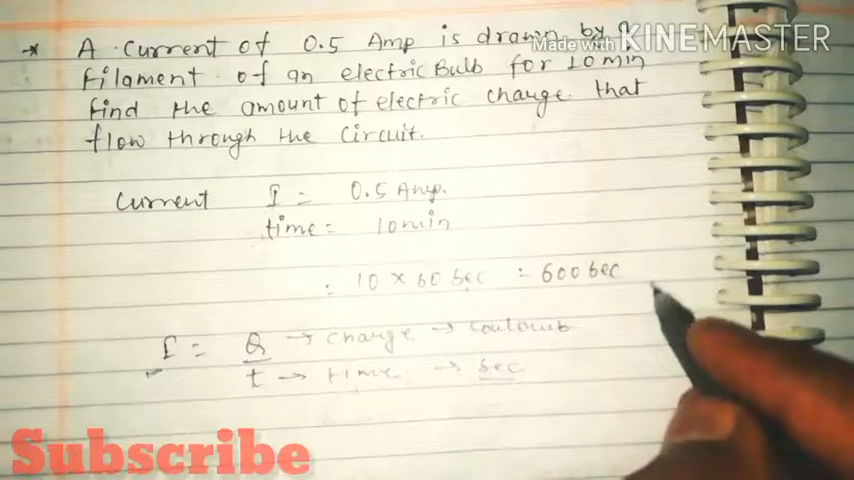 * A Current of 0.5 Amp is drawn by a
Made with KINEMASTER
filament of an electric Bulb for 10 min
find the amount of electric charge that
flow through the circuit.
Current I = 0.5 Amp.
time = 10 min
= 10 × 60 sec = 600 sec
I = Q → charge → coulomb
t → time → sec
Subscribe